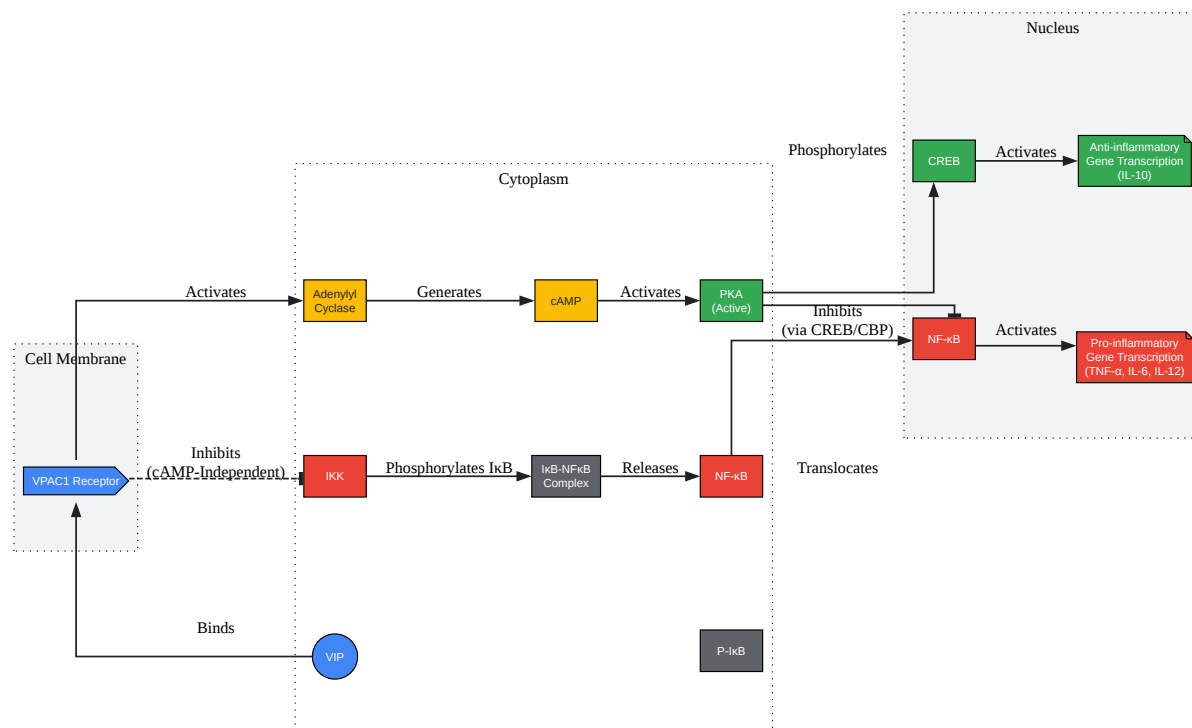 Nucleus
Phosphorylates
CREB
Activates
Anti-inflammatory
Gene Transcription
(IL-10)
Cytoplasm
Activates
Adenylyl
Cyclase
Generates
cAMP
Activates
PKA
(Active)
Inhibits
(via CREB/CBP)
NF-κB
Activates
Pro-inflammatory
Gene Transcription
(TNF-α, IL-6, IL-12)
Cell Membrane
VPAC1 Receptor
Inhibits
(cAMP-Independent)
IKK
Phosphorylates IκB
IκB-NFκB
Complex
Releases
NF-κB
Translocates
Binds
VIP
P-IκB